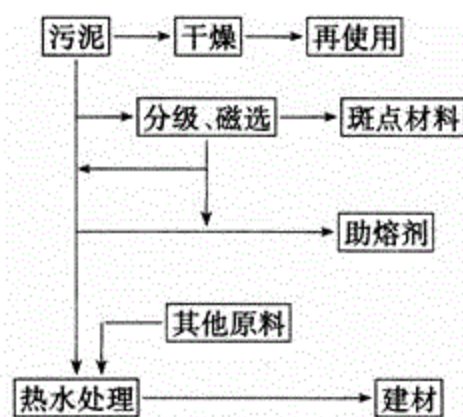 污泥 干燥 再使用
分级、磁选 斑点材料
助熔剂
其他原料
热水处理 建材